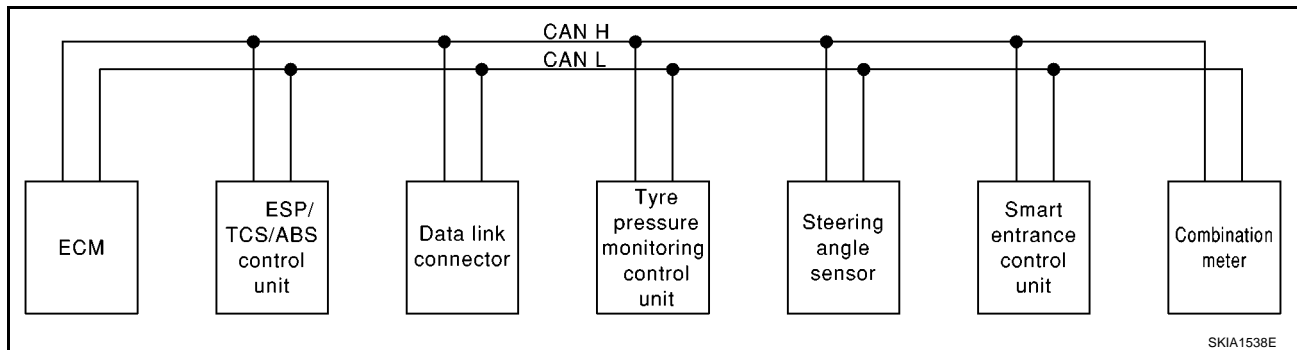 CAN H
CAN L
ECM
ESP/
TCS/ABS
control
unit
Data link
connector
Tyre
pressure
monitoring
control
unit
Steering
angle
sensor
Smart
entrance
control
unit
Combination
meter
SKIA1538E